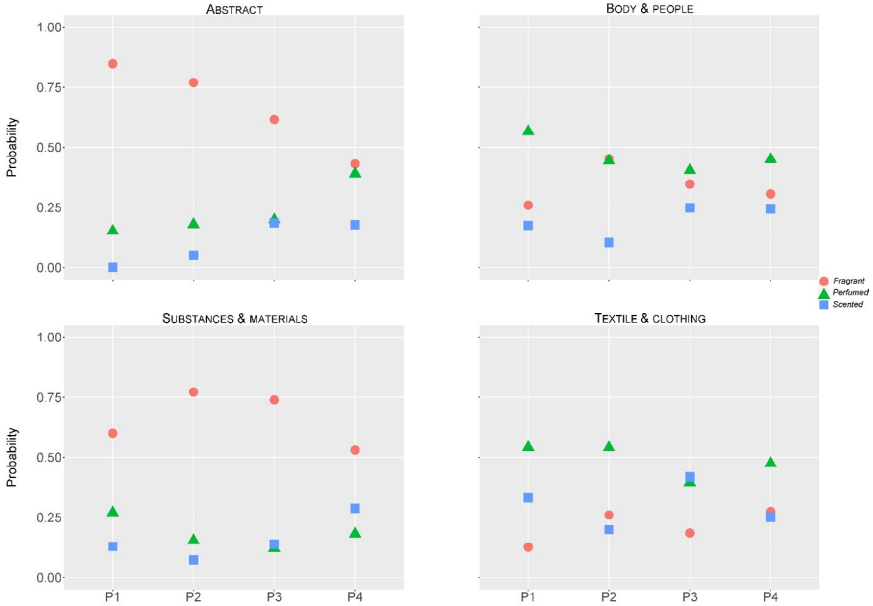 ABSTRACT
BODY & PEOPLE
Probability
1.00
0.75
0.50
0.25
0.00
Fragrant
Perfumed
Scented
SUBSTANCES & MATERIALS
TEXTILE & CLOTHING
Probability
1.00
0.75
0.50
0.25
0.00
P1 P2 P3 P4
P1 P2 P3 P4